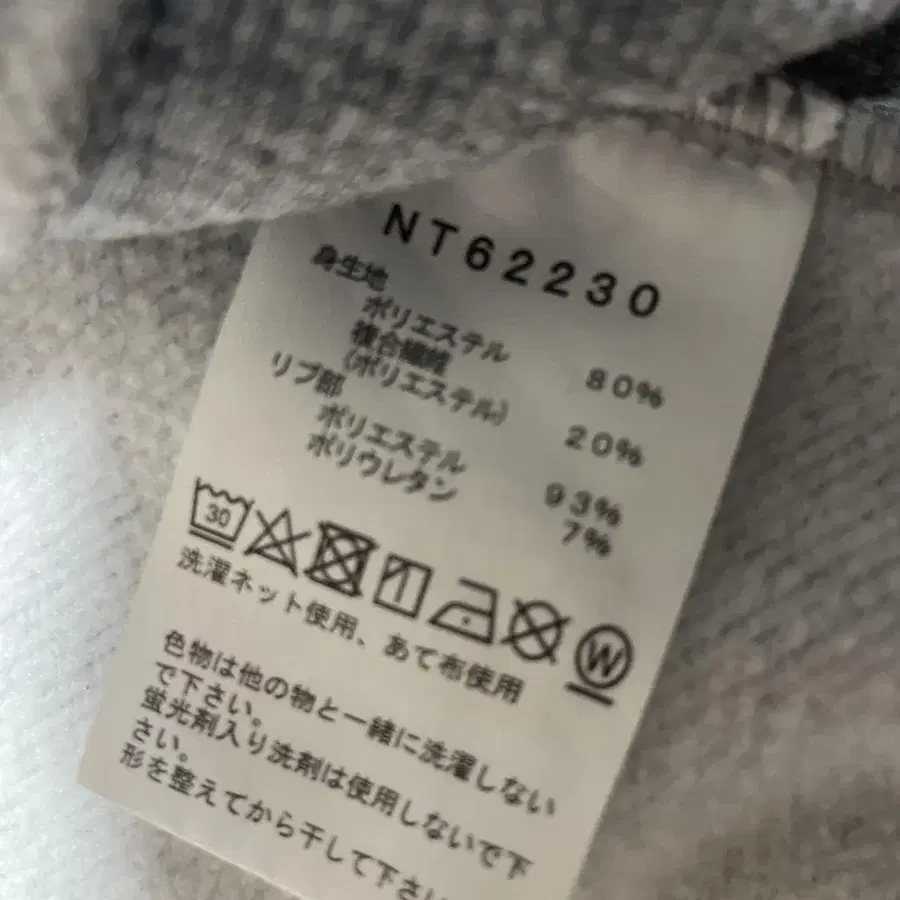 NT62230
身生地
ポリエステル 80%
複合繊維
(ポリエステル) 20%
リブ部
ポリエステル 93%
ポリウレタン 7%
30
W
洗濯ネット使用、あて布使用
色物は他の物と一緒に洗濯しない
で下さい。
蛍光剤入り洗剤は使用しないで下
さい。
形を整えてから干して下さい